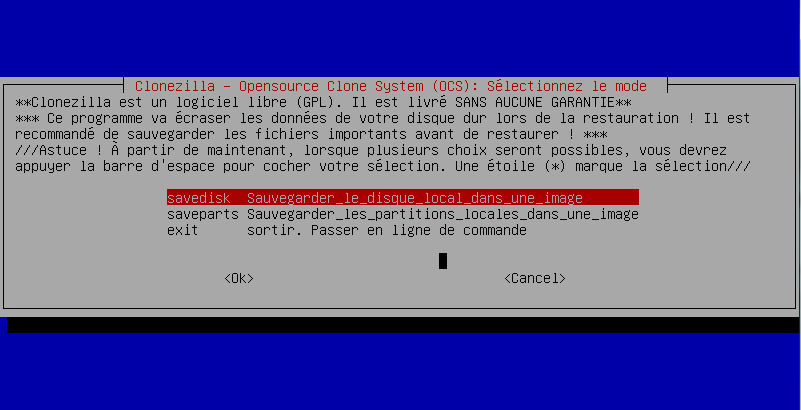 Clonezilla - Opensource Clone System (OCS): Sélectionnez le mode
**Clonezilla est un logiciel libre (GPL). Il est livré SANS AUCUNE GARANTIE**
*** Ce programme va écraser les données de votre disque dur lors de la restauration ! Il est
recommandé de sauvegarder les fichiers importants avant de restaurer ! ***
///Astuce ! À partir de maintenant, lorsque plusieurs choix seront possibles, vous devrez
appuyer la barre d'espace pour cocher votre sélection. Une étoile (*) marque la sélection///
savedisk Sauvegarder_le_disque_local_dans_une_image
saveparts Sauvegarder_les_partitions_locales_dans_une_image
exit sortir. Passer en ligne de commande
<Ok> <Cancel>